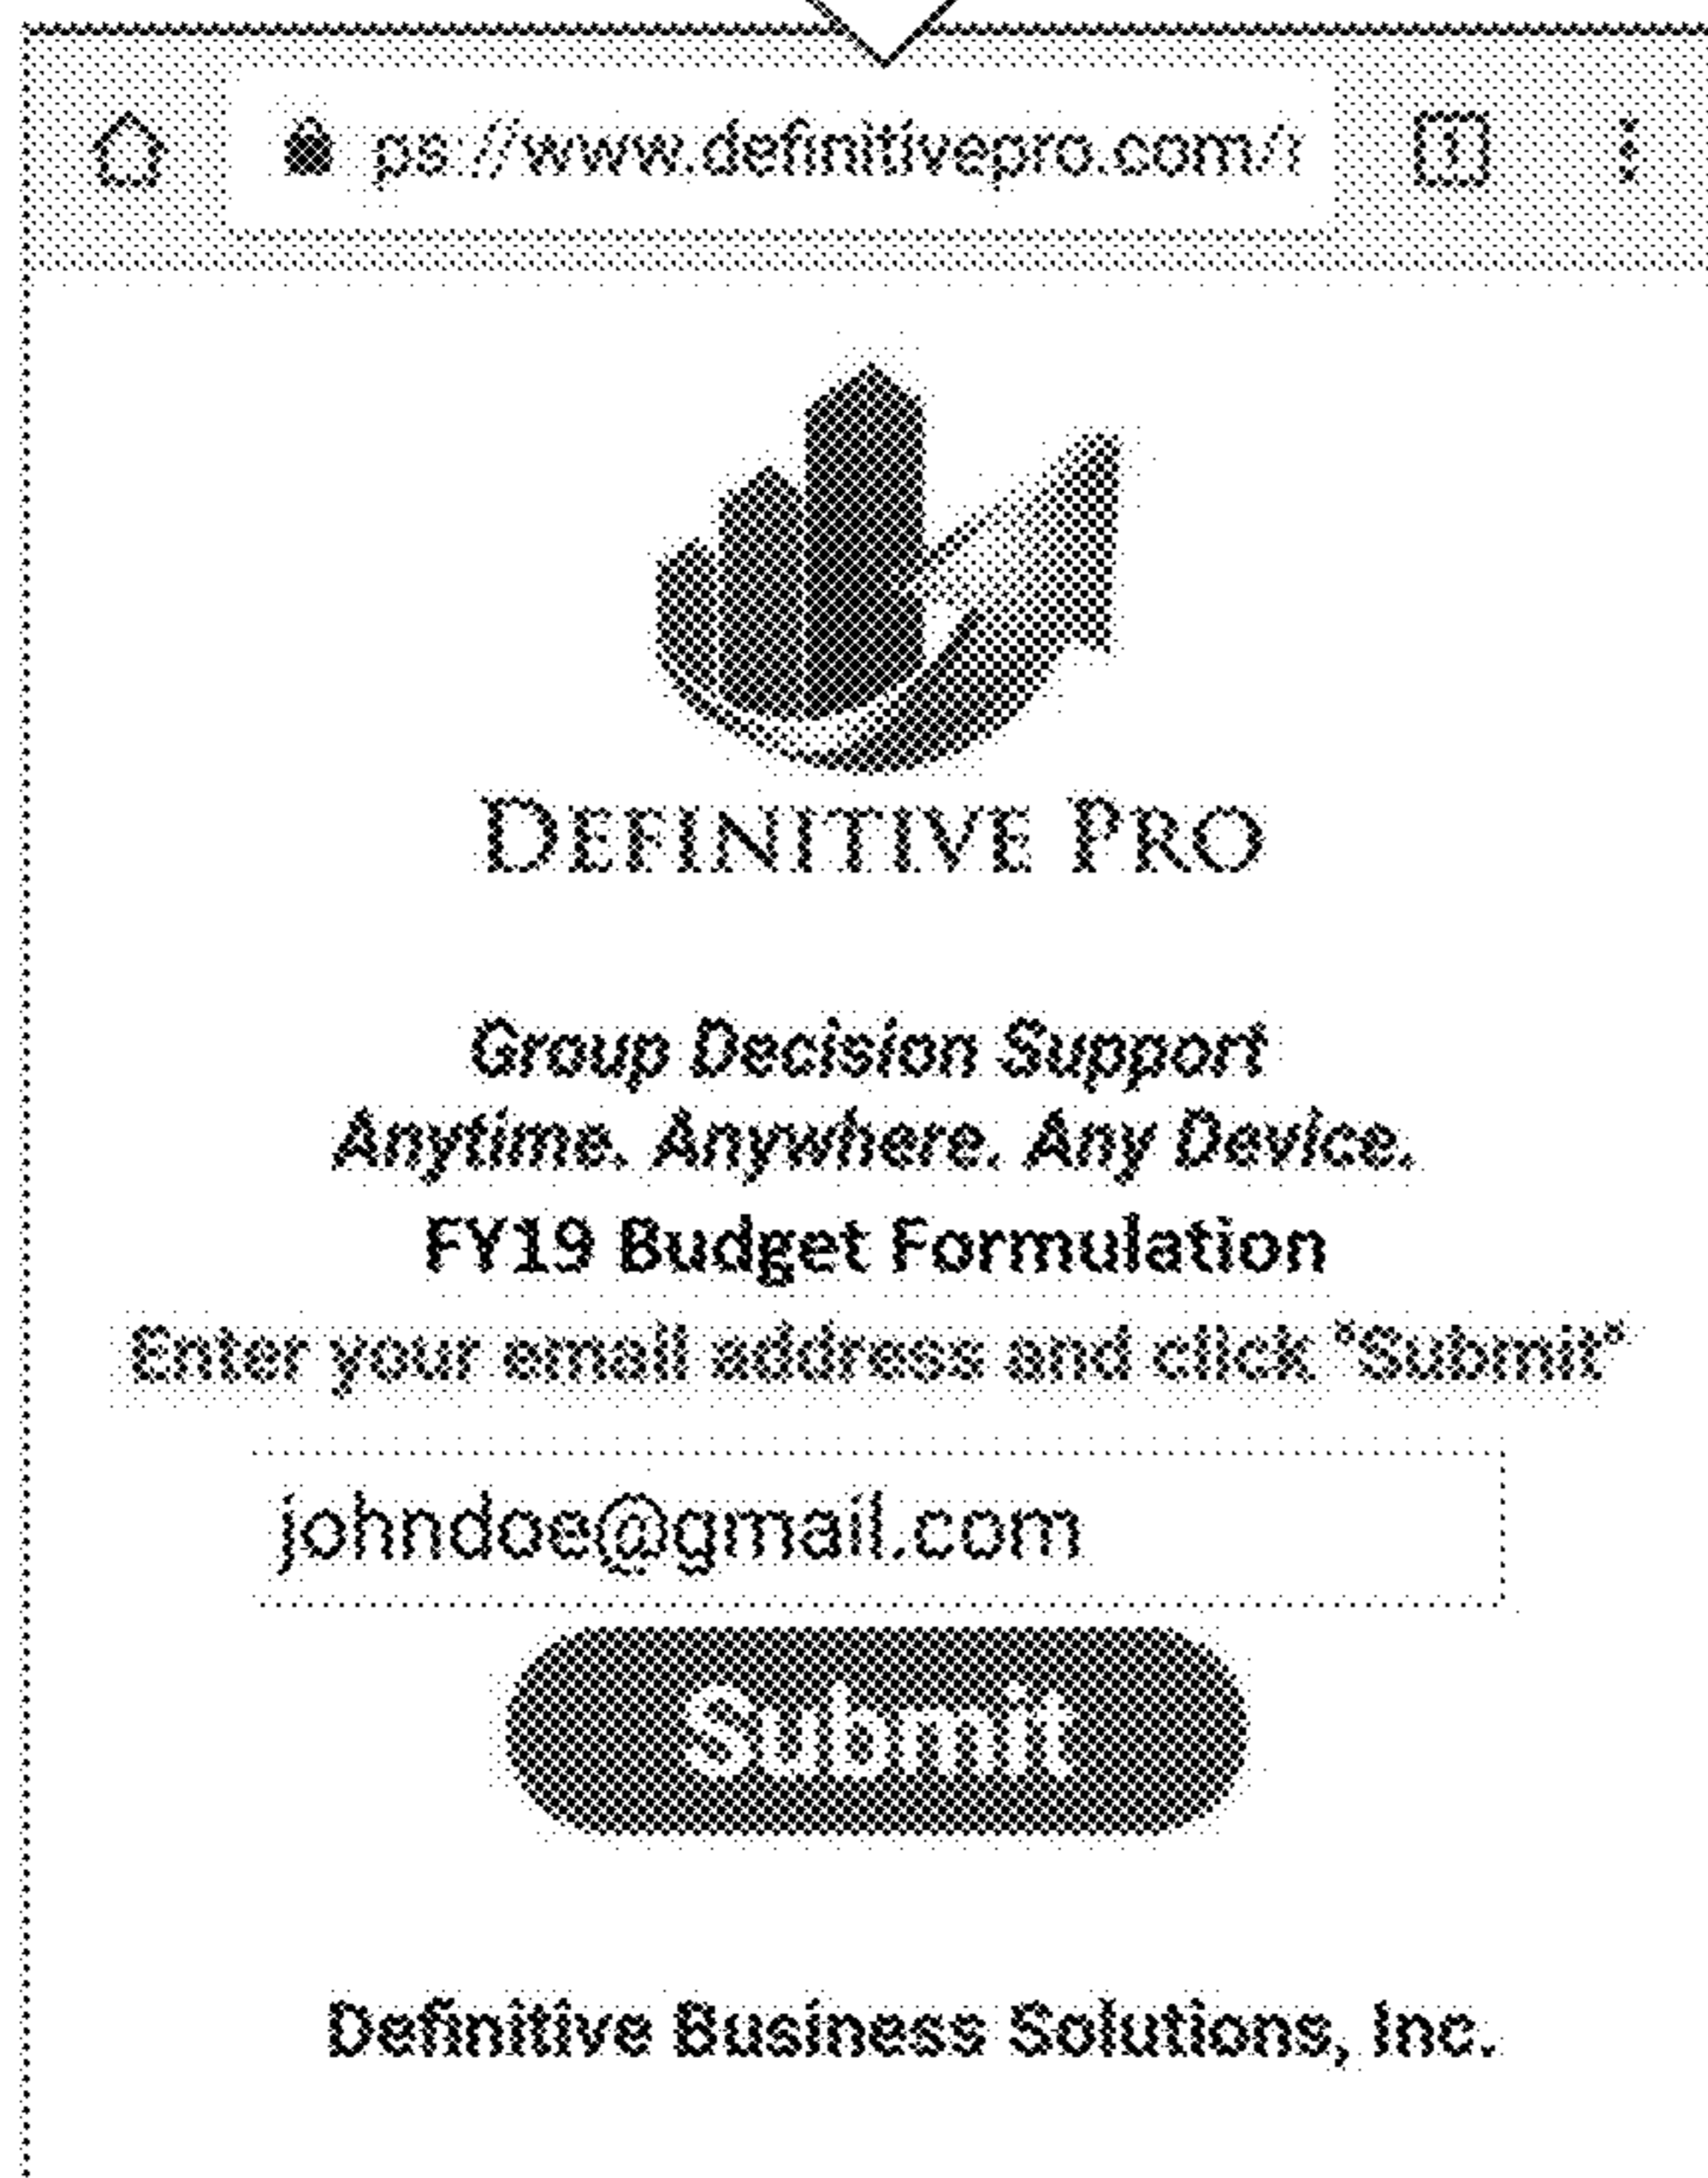 ps://www.definitivepro.com/r
1
DEFINITIVE PRO
Group Decision Support
Anytime. Anywhere. Any Device.
FY19 Budget Formulation
Enter your email address and click "Submit"
johndoe@gmail.com
Submit
Definitive Business Solutions, Inc.